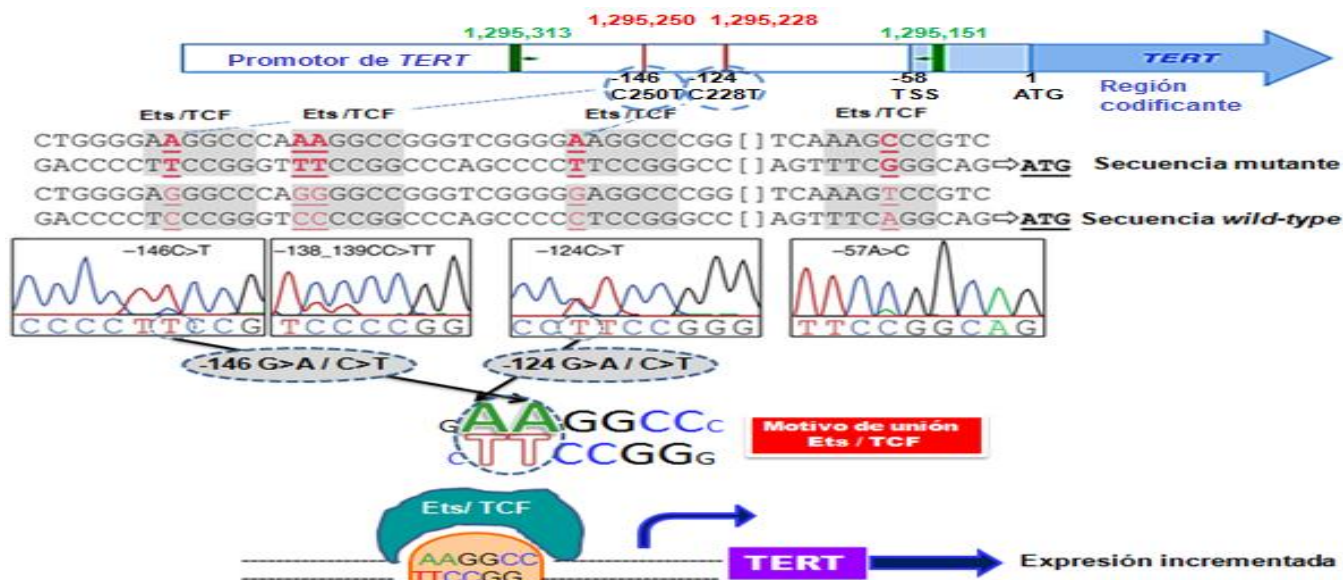 1,295,250 1,295,228
1,295,313 1,295,151
Promotor de TERT TERT
-146 -124 -58 1
C250T C228T TSS ATG
Región
codificante
Ets /TCF Ets /TCF Ets /TCF Ets /TCF
CTGGGGAAGGCCCAAAGGCCGGGTCGGGGAAGGCCCGG[]TCAAAGCCCGTC
GACCCCTTCCGGGTTTTCCGGCCCAGCCCCTTCCGGGCC[]AGTTTCGGGCAG⇨ATG Secuencia mutante
CTGGGGAGGGCCCAGGGGCCGGGTCGGGGGAGGCCCGG[]TCAAAGTCCGTC
GACCCCTCCCGGGTCCCCGGCCCAGCCCCCTCCGGGCC[]AGTTTCAGGCAG⇨ATG Secuencia wild-type
-146C>T -138_139CC>TT -124C>T -57A>C
CCCCTTCCG TCCCCGG CCCTTCCGGG TTCCGGCAG
-146 G>A / C>T -124 G>A / C>T
GAAGGCCC
CTTCCGGG
Motivo de unión
Ets / TCF
Ets/ TCF
AAGGCC
TTCCGG
TERT Expresión incrementada